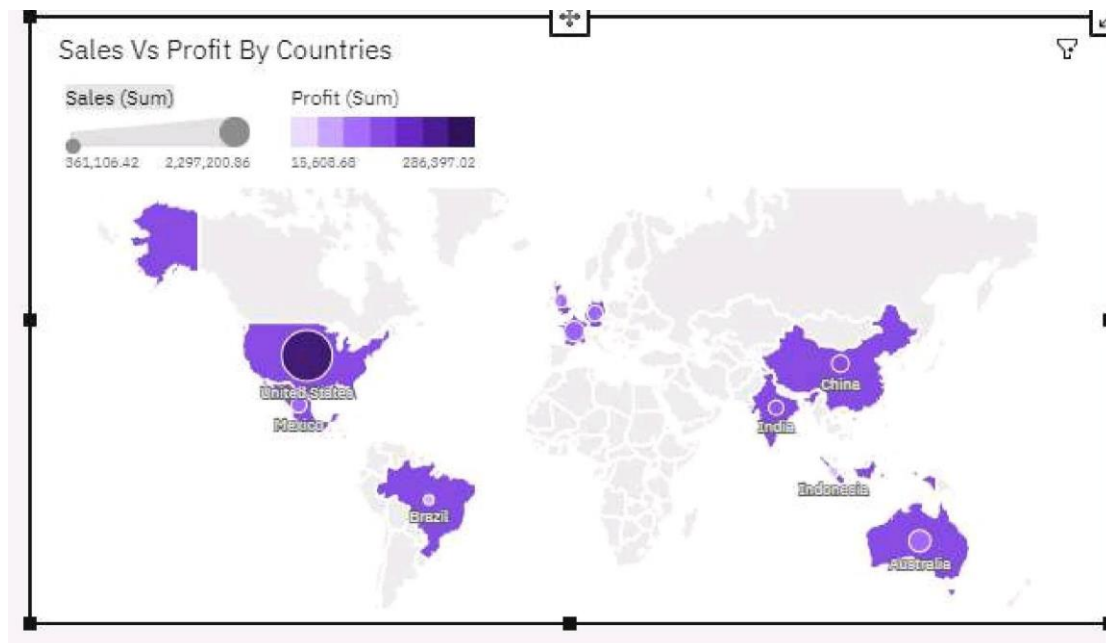 Sales Vs Profit By Countries
Sales (Sum)
Profit (Sum)
361,106.42
2,297,200.86
15,608.68
286,397.02
United States
Mexico
Brazil
China
India
Indonesia
Australia